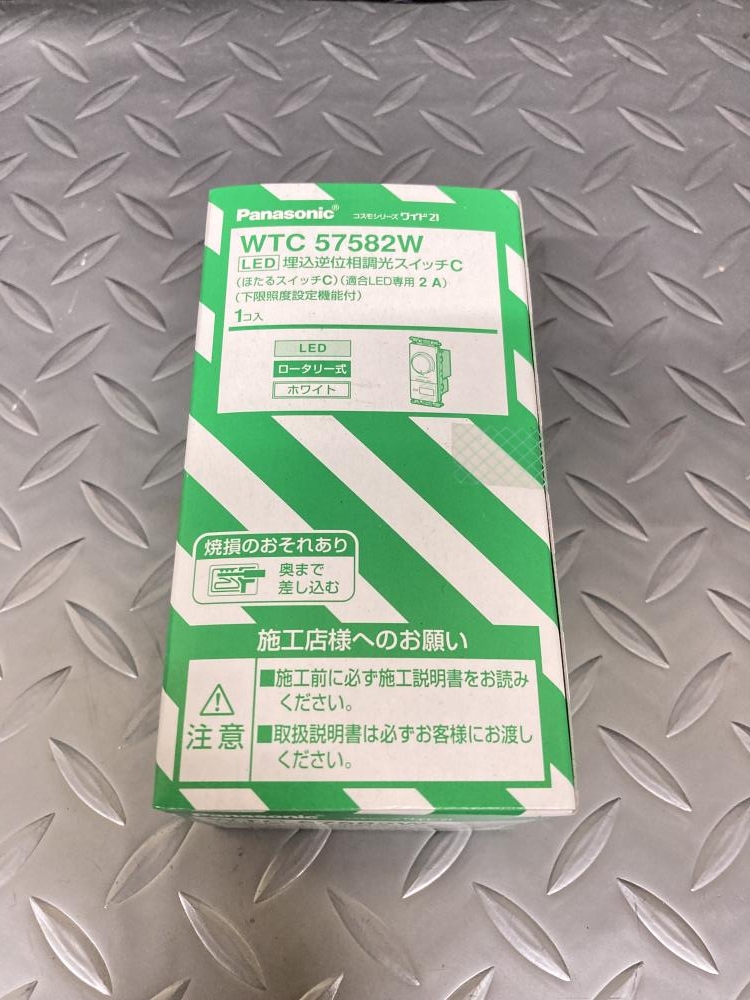 Panasonic® コスモシリーズ ワイド21
WTC 57582W
LED 埋込逆位相調光スイッチC
(ほたるスイッチC)(適合LED専用 2 A)
(下限照度設定機能付)
1コ入
LED
ロータリー式
ホワイト
焼損のおそれあり
奥まで
差し込む
施工店様へのお願い
注意
■施工前に必ず施工説明書をお読み
ください。
■取扱説明書は必ずお客様にお渡し
ください。
Panasonic